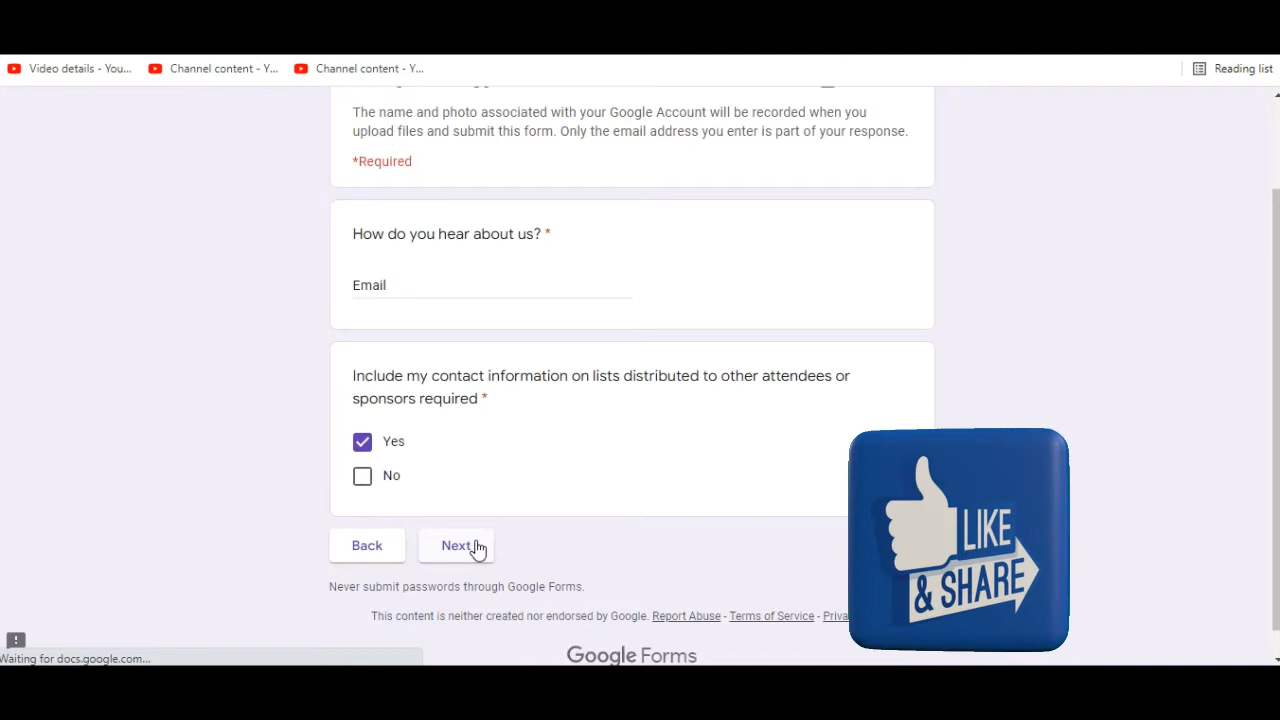 Video details - You...
Channel content - Y...
Channel content - Y...
Reading list
The name and photo associated with your Google Account will be recorded when you
upload files and submit this form. Only the email address you enter is part of your response.
*Required
How do you hear about us? *
Email
Include my contact information on lists distributed to other attendees or
sponsors required *
Yes
No
Back
Next
LIKE
& SHARE
Never submit passwords through Google Forms.
This content is neither created nor endorsed by Google. Report Abuse - Terms of Service -
Waiting for docs.google.com...
Google Forms